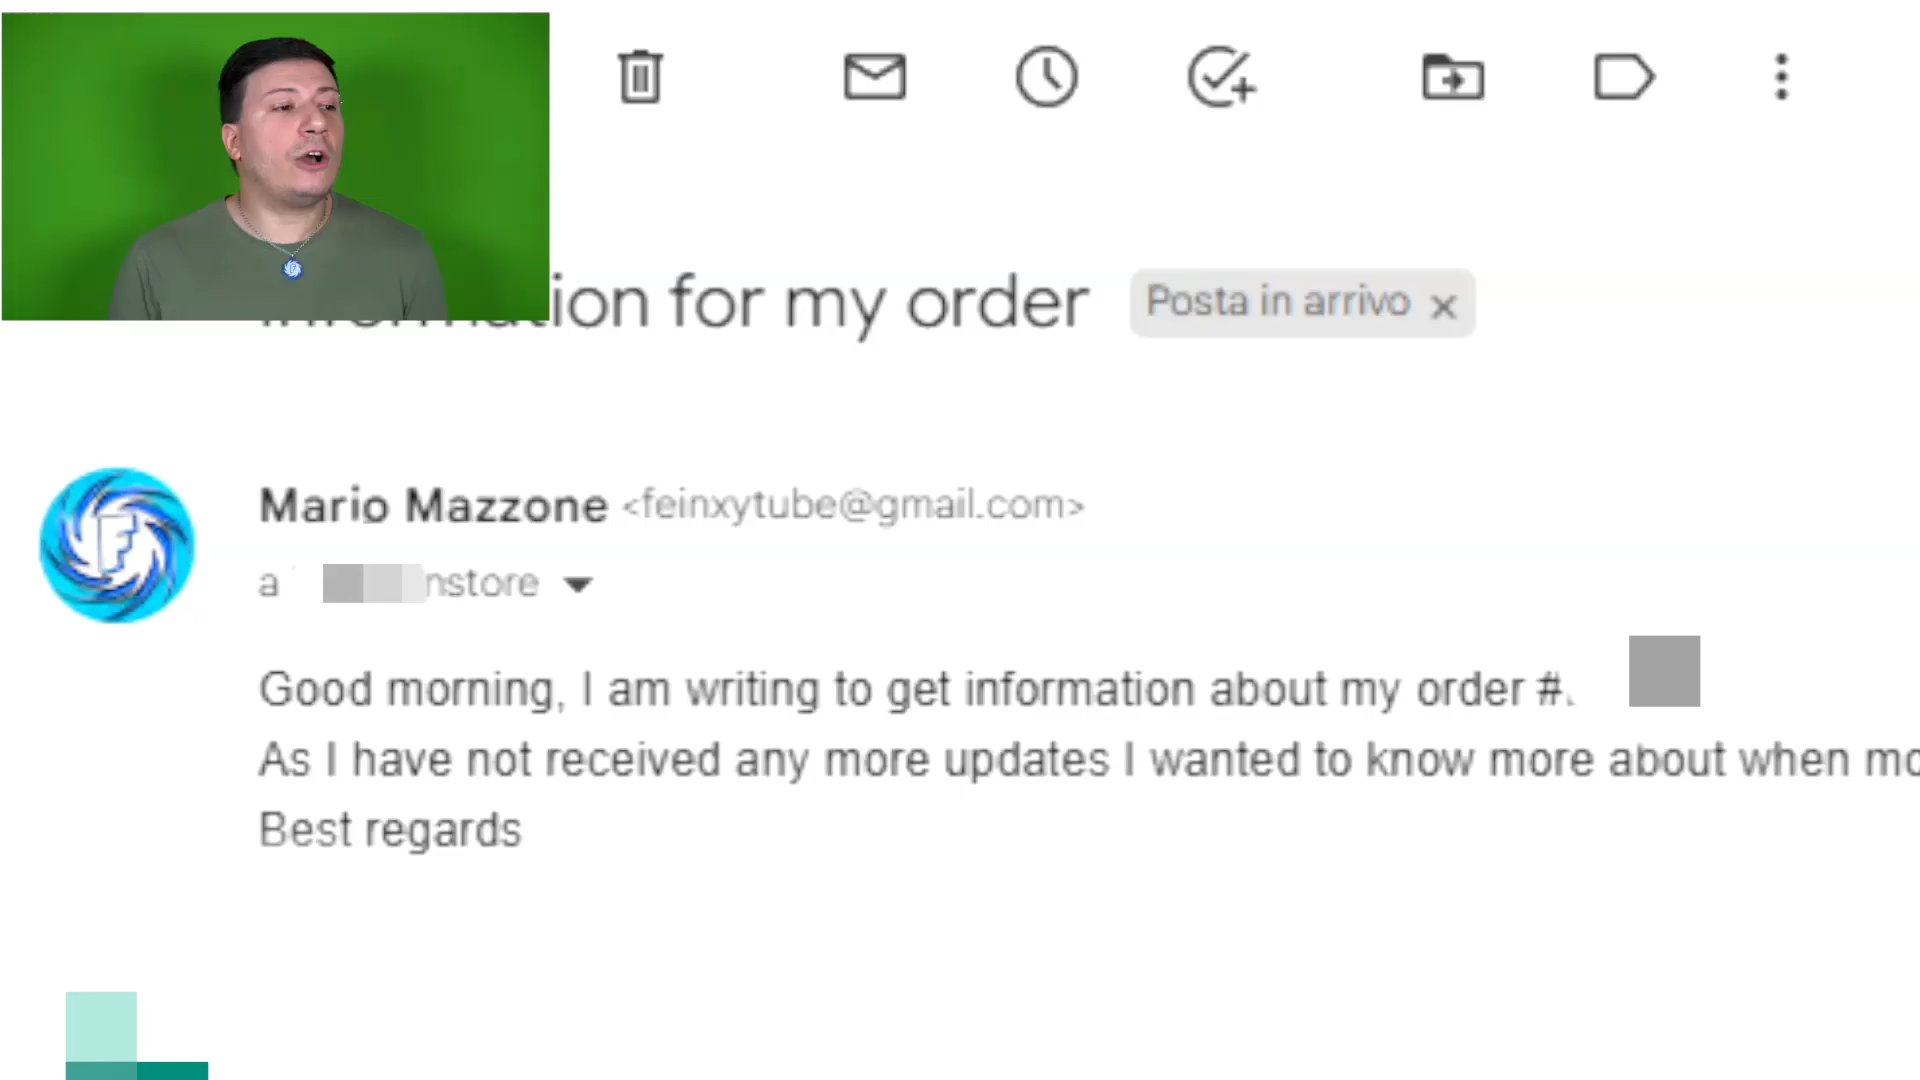 ion for my order Posta in arrivo
F
Mario Mazzone <feinxytube@gmail.com>
a nstore
Good morning, I am writing to get information about my order #.
As I have not received any more updates I wanted to know more about when mo
Best regards